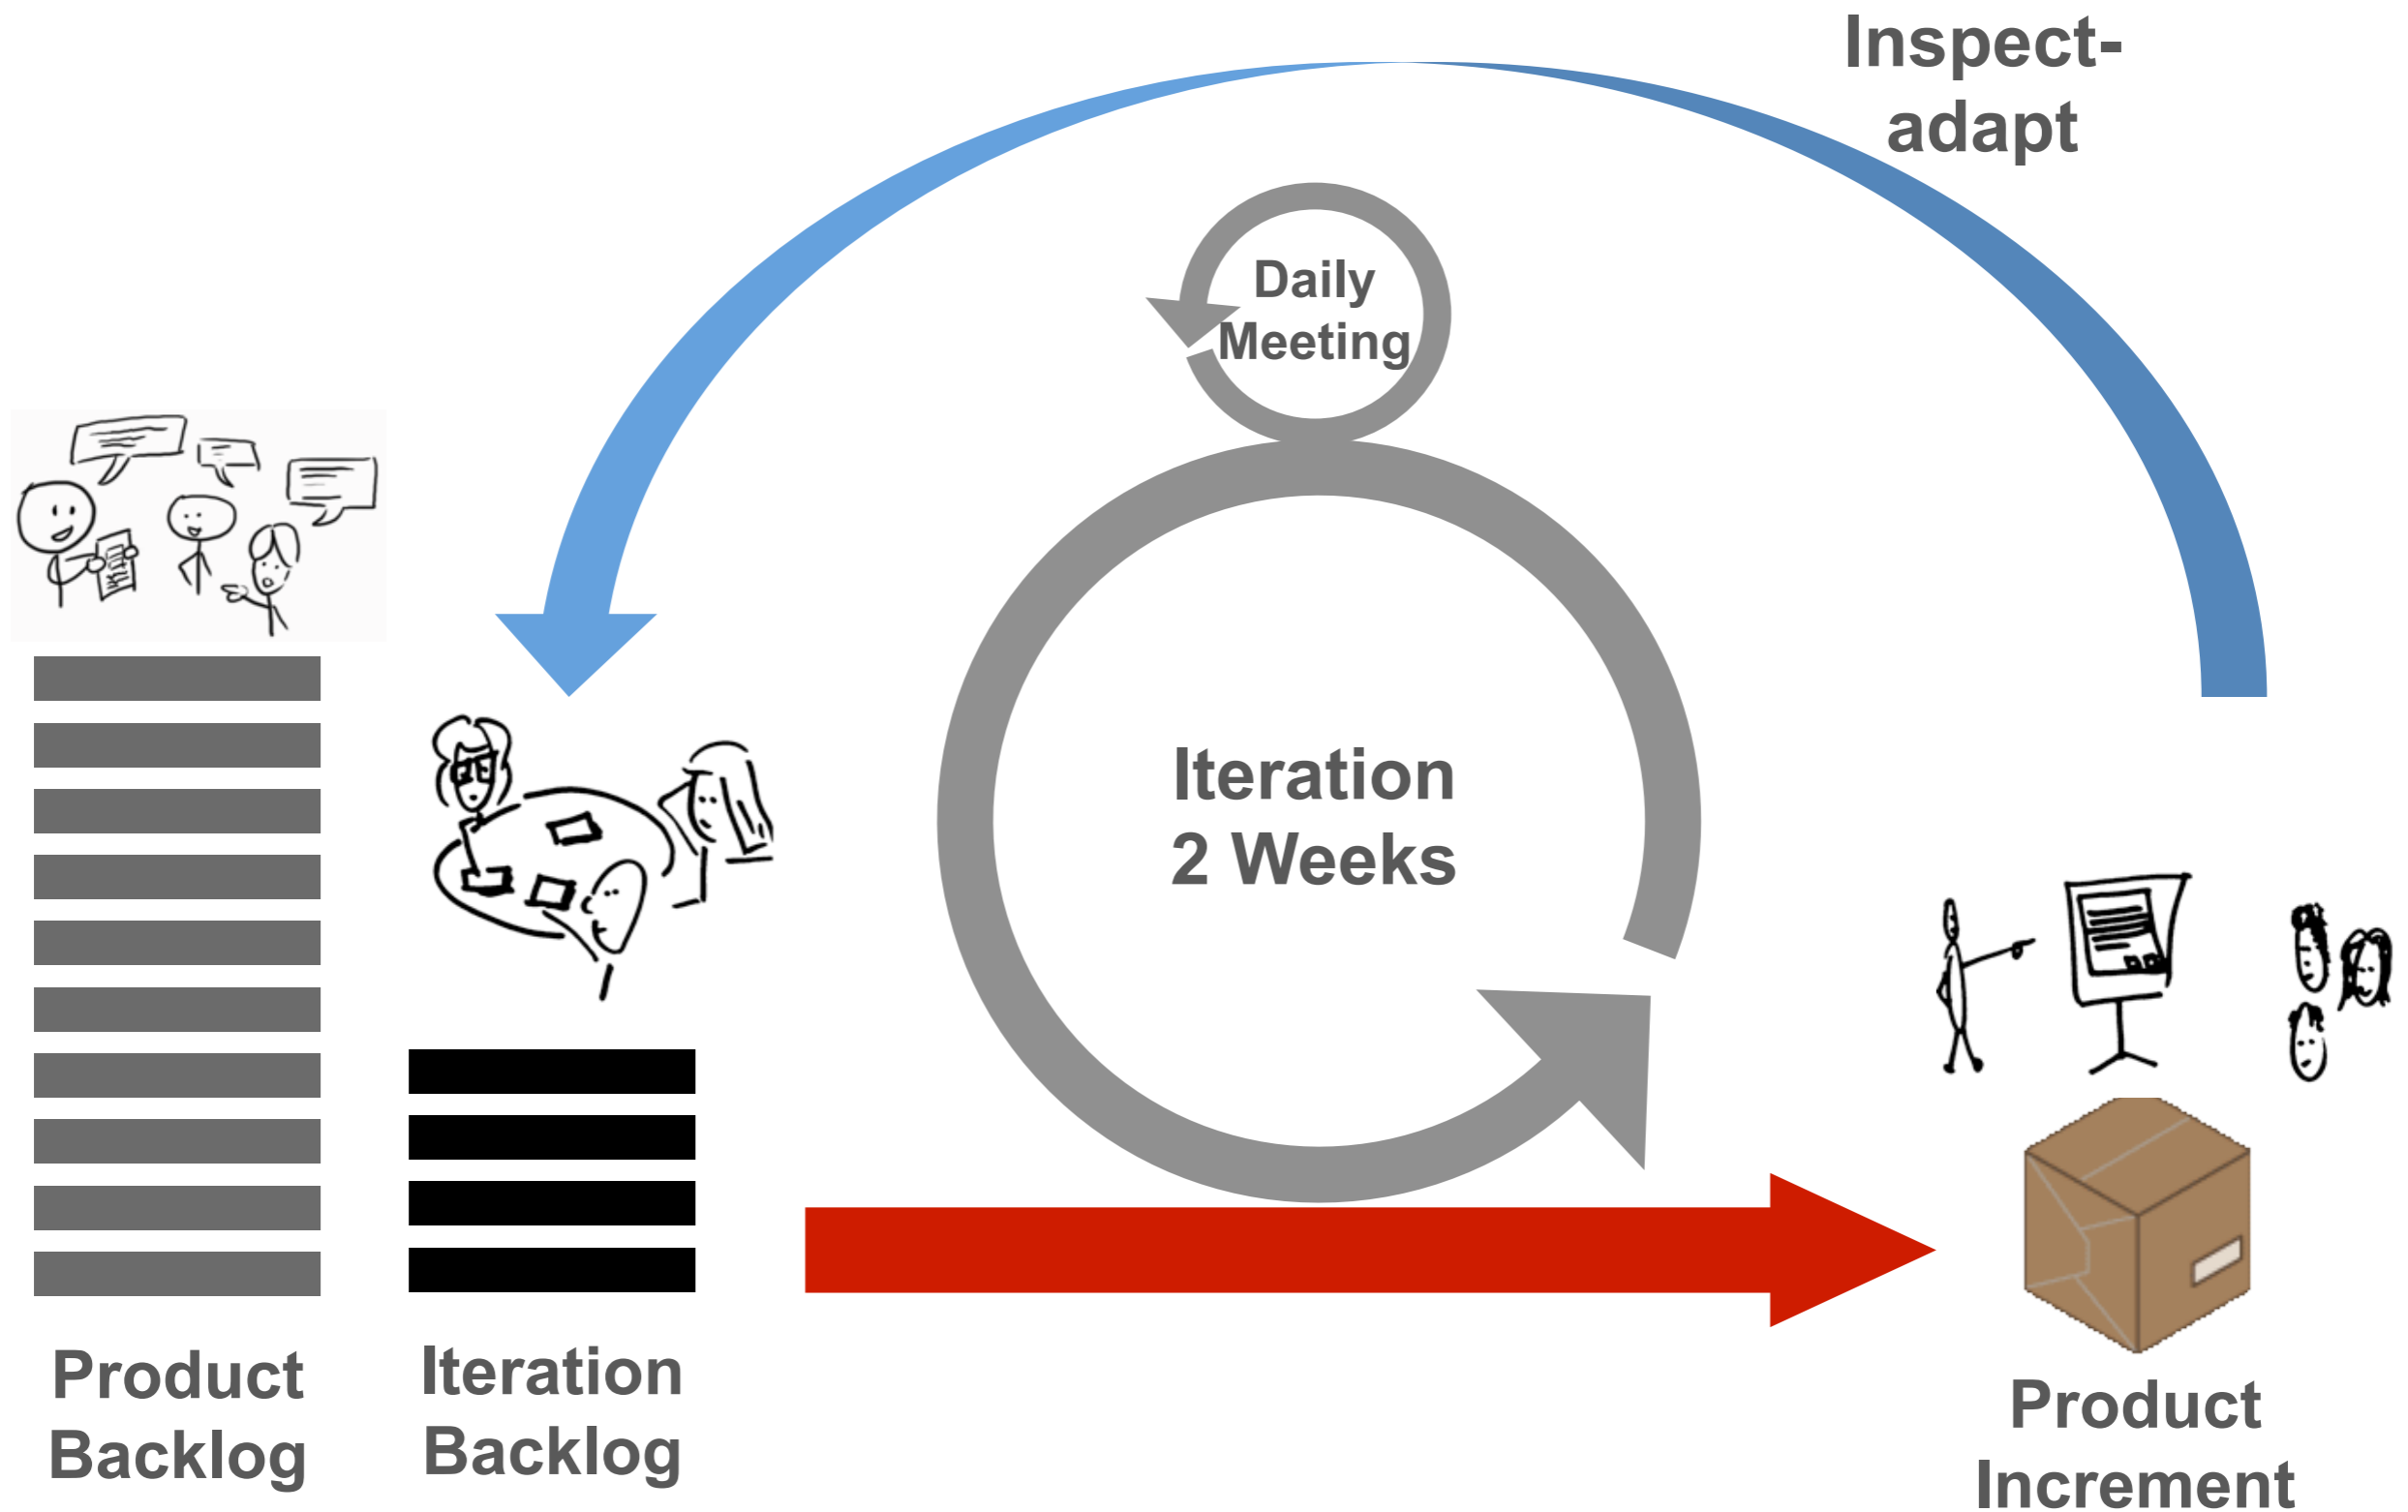 Inspect-
adapt
Daily
Meeting
Iteration
2 Weeks
Product
Backlog
Iteration
Backlog
Product
Increment